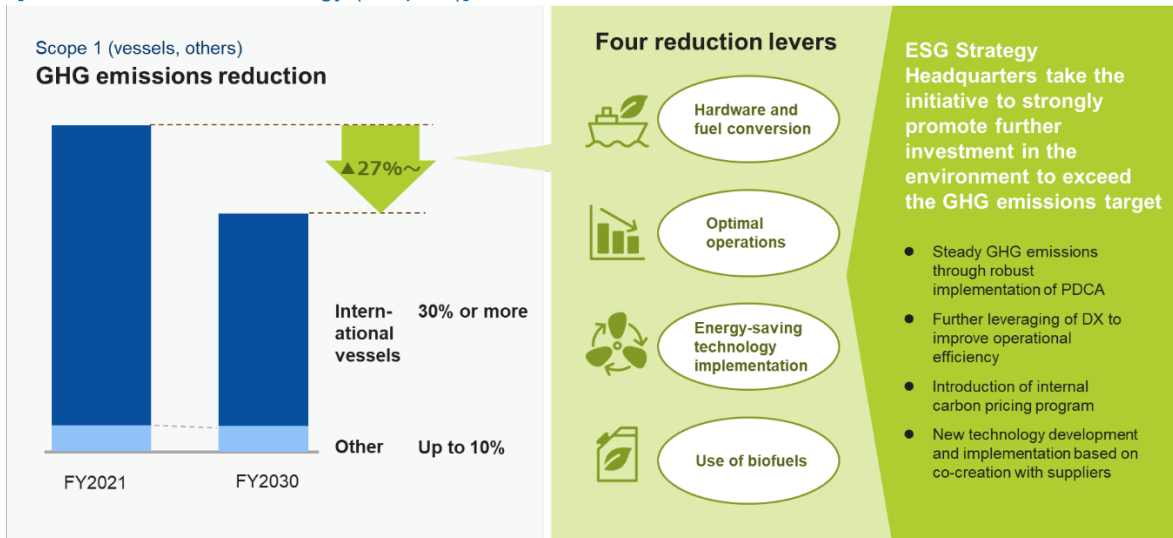 Scope 1 (vessels, others)
GHG emissions reduction
▲27%～
Intern-
ational
vessels
30% or more
Other
Up to 10%
FY2021
FY2030
Four reduction levers
Hardware and
fuel conversion
Optimal
operations
Energy-saving
technology
implementation
Use of biofuels
ESG Strategy
Headquarters take the
initiative to strongly
promote further
investment in the
environment to exceed
the GHG emissions target
● Steady GHG emissions
through robust
implementation of PDCA
● Further leveraging of DX to
improve operational
efficiency
● Introduction of internal
carbon pricing program
● New technology development
and implementation based on
co-creation with suppliers